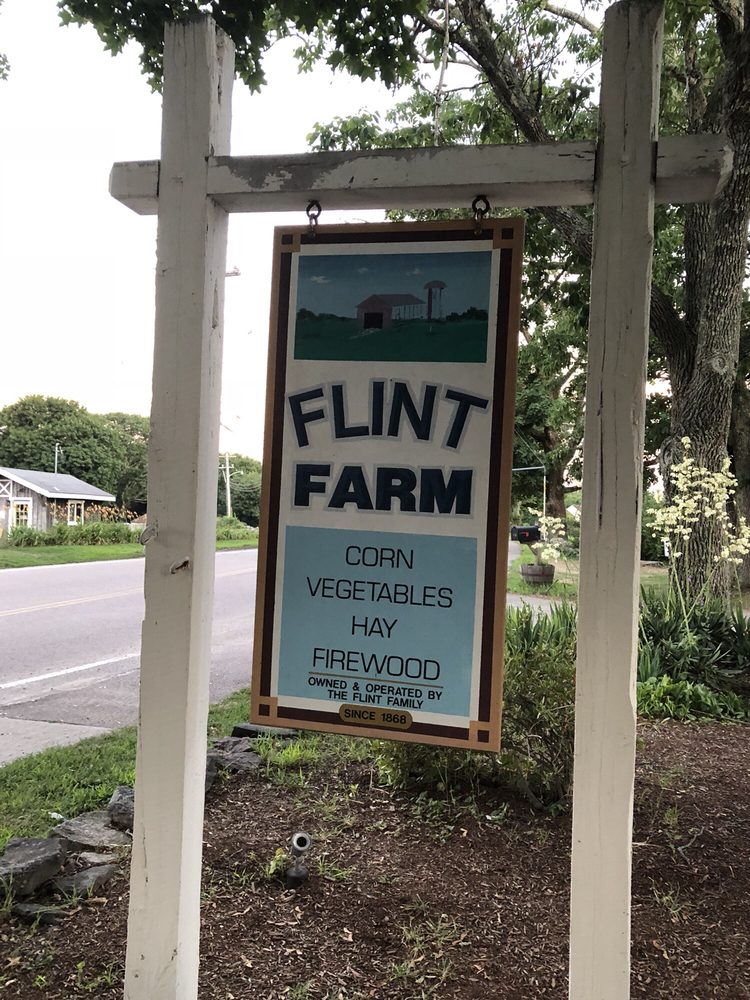 FLINT
FARM
CORN
VEGETABLES
HAY
FIREWOOD
OWNED & OPERATED BY
THE FLINT FAMILY
SINCE 1868